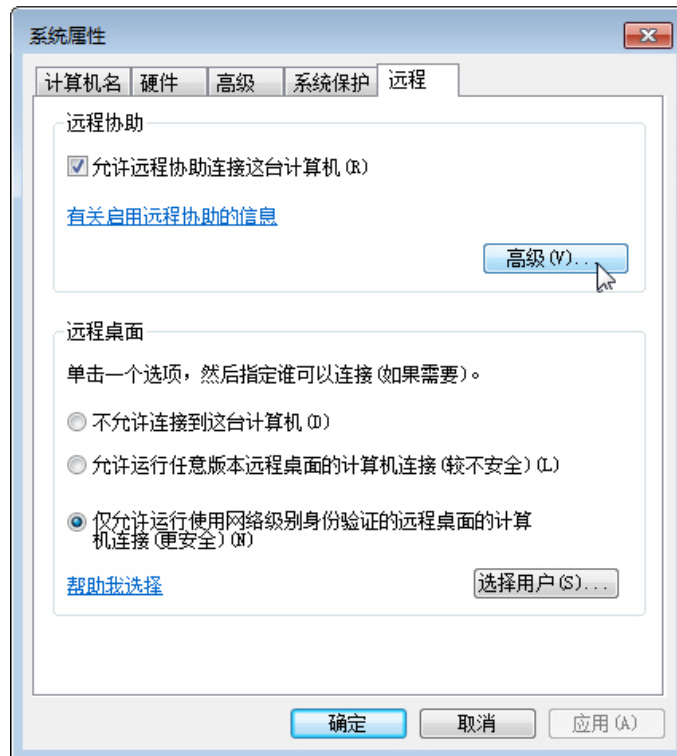 系统属性
计算机名 硬件 高级 系统保护 远程
远程协助
允许远程协助连接这台计算机(R)
有关启用远程协助的信息
高级(V)...
远程桌面
单击一个选项，然后指定谁可以连接(如果需要)。
不允许连接到这台计算机(D)
允许运行任意版本远程桌面的计算机连接(较不安全)(L)
仅允许运行使用网络级别身份验证的远程桌面的计算
机连接(更安全)(N)
帮助我选择
选择用户(S)...
确定 取消 应用(A)